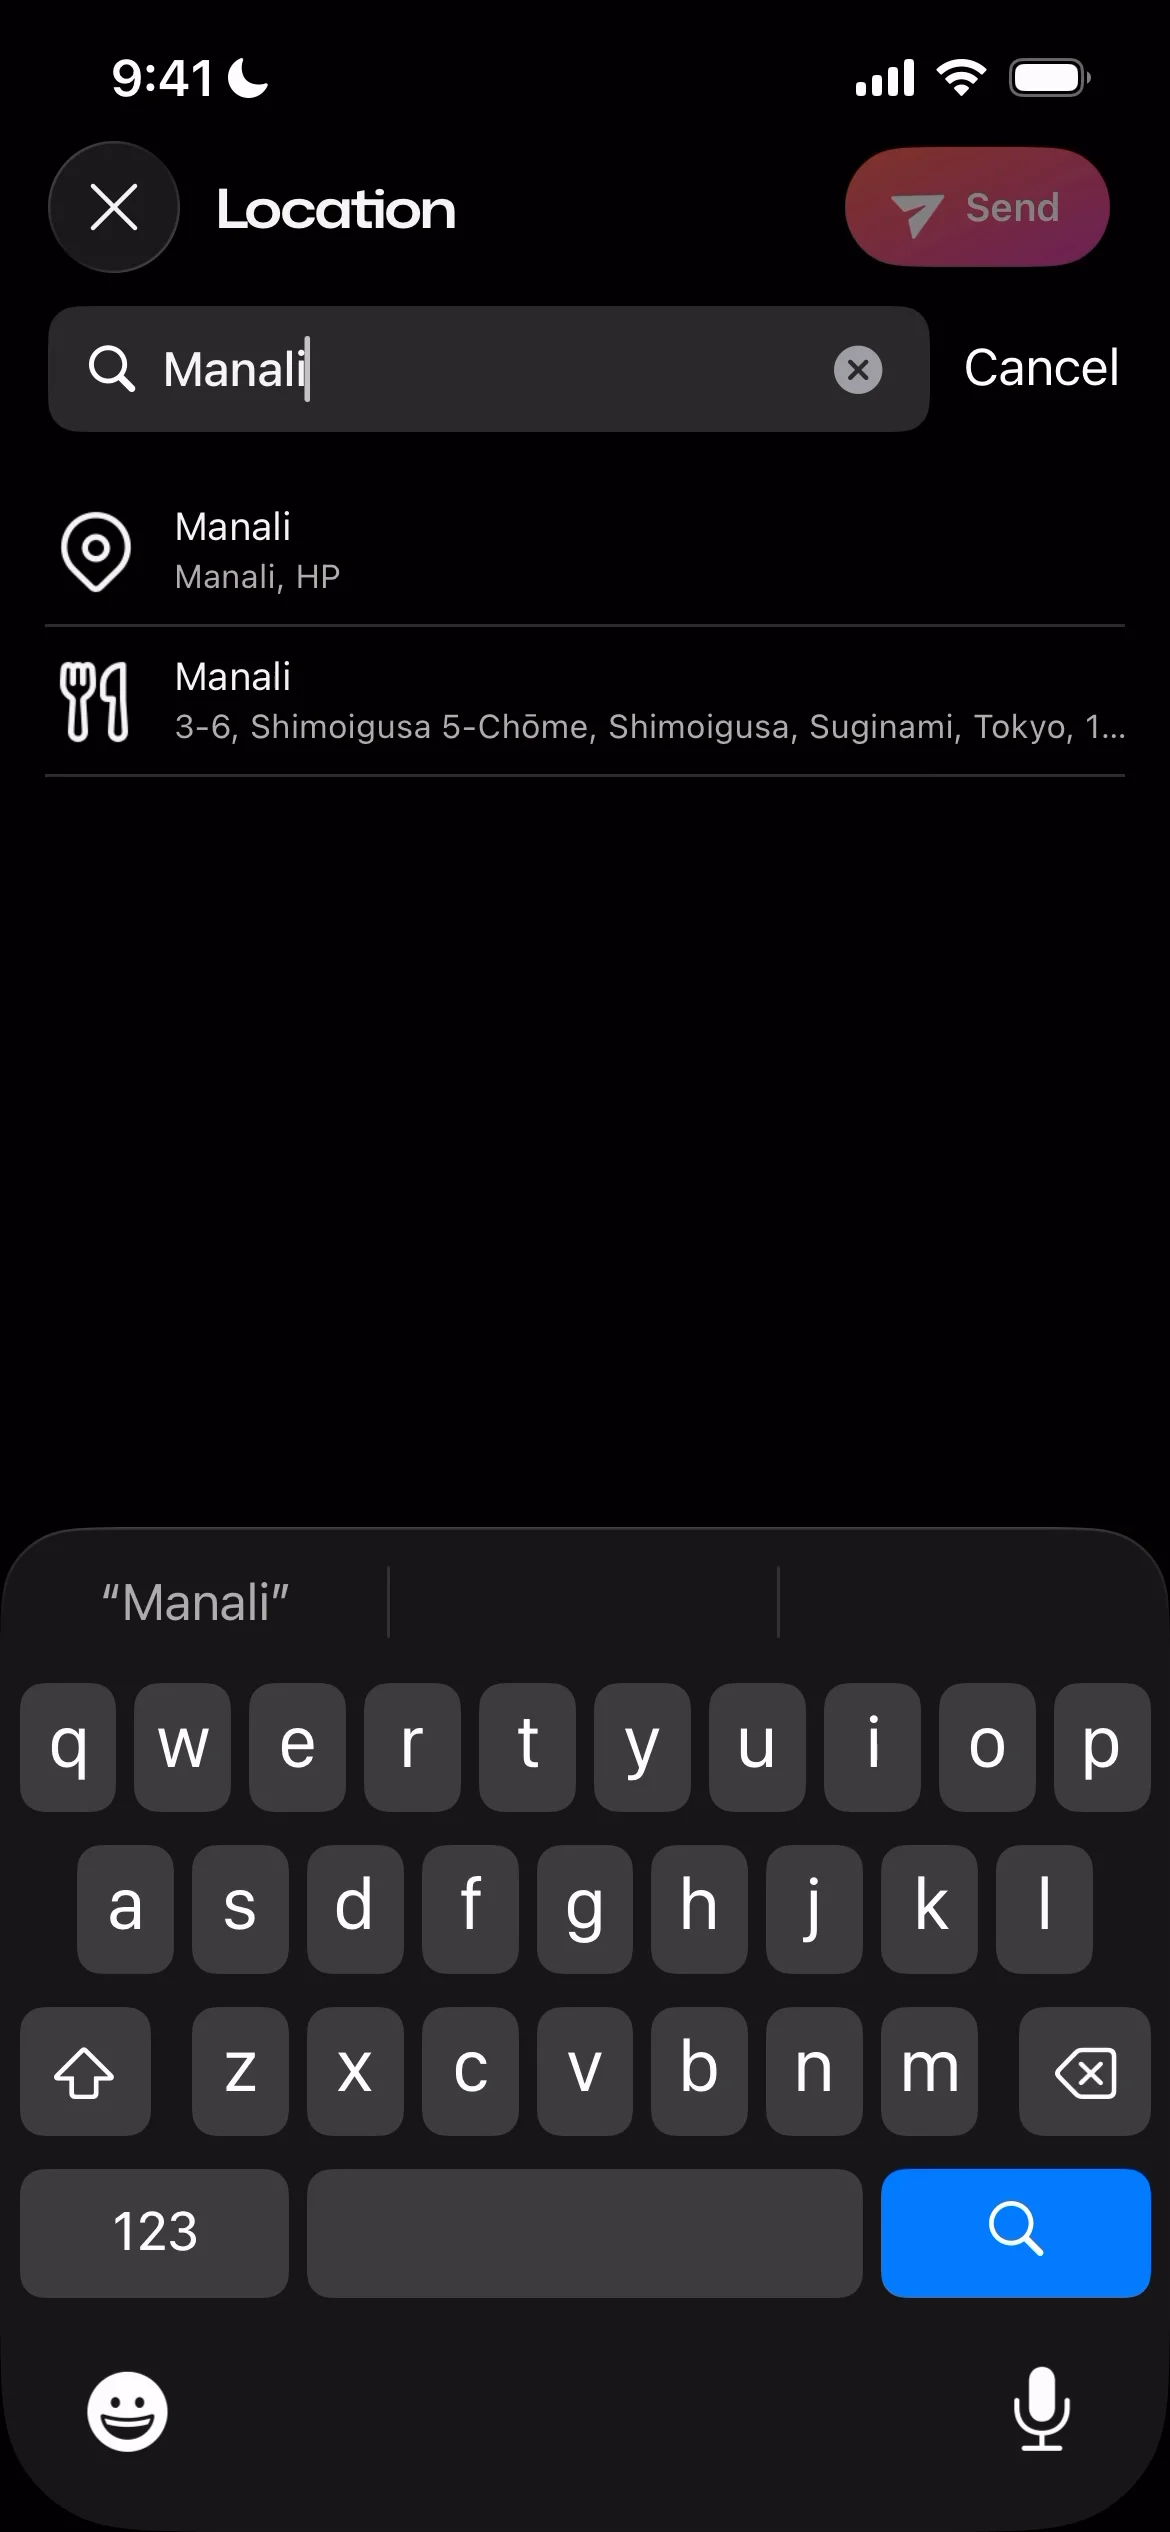 9:41
Location
Send
Manali
Cancel
Manali
Manali, HP
Manali
3-6, Shimoigusa 5-Chōme, Shimoigusa, Suginami, Tokyo, 1...
“Manali”
q w e r t y u i o p
a s d f g h j k l
z x c v b n m
123